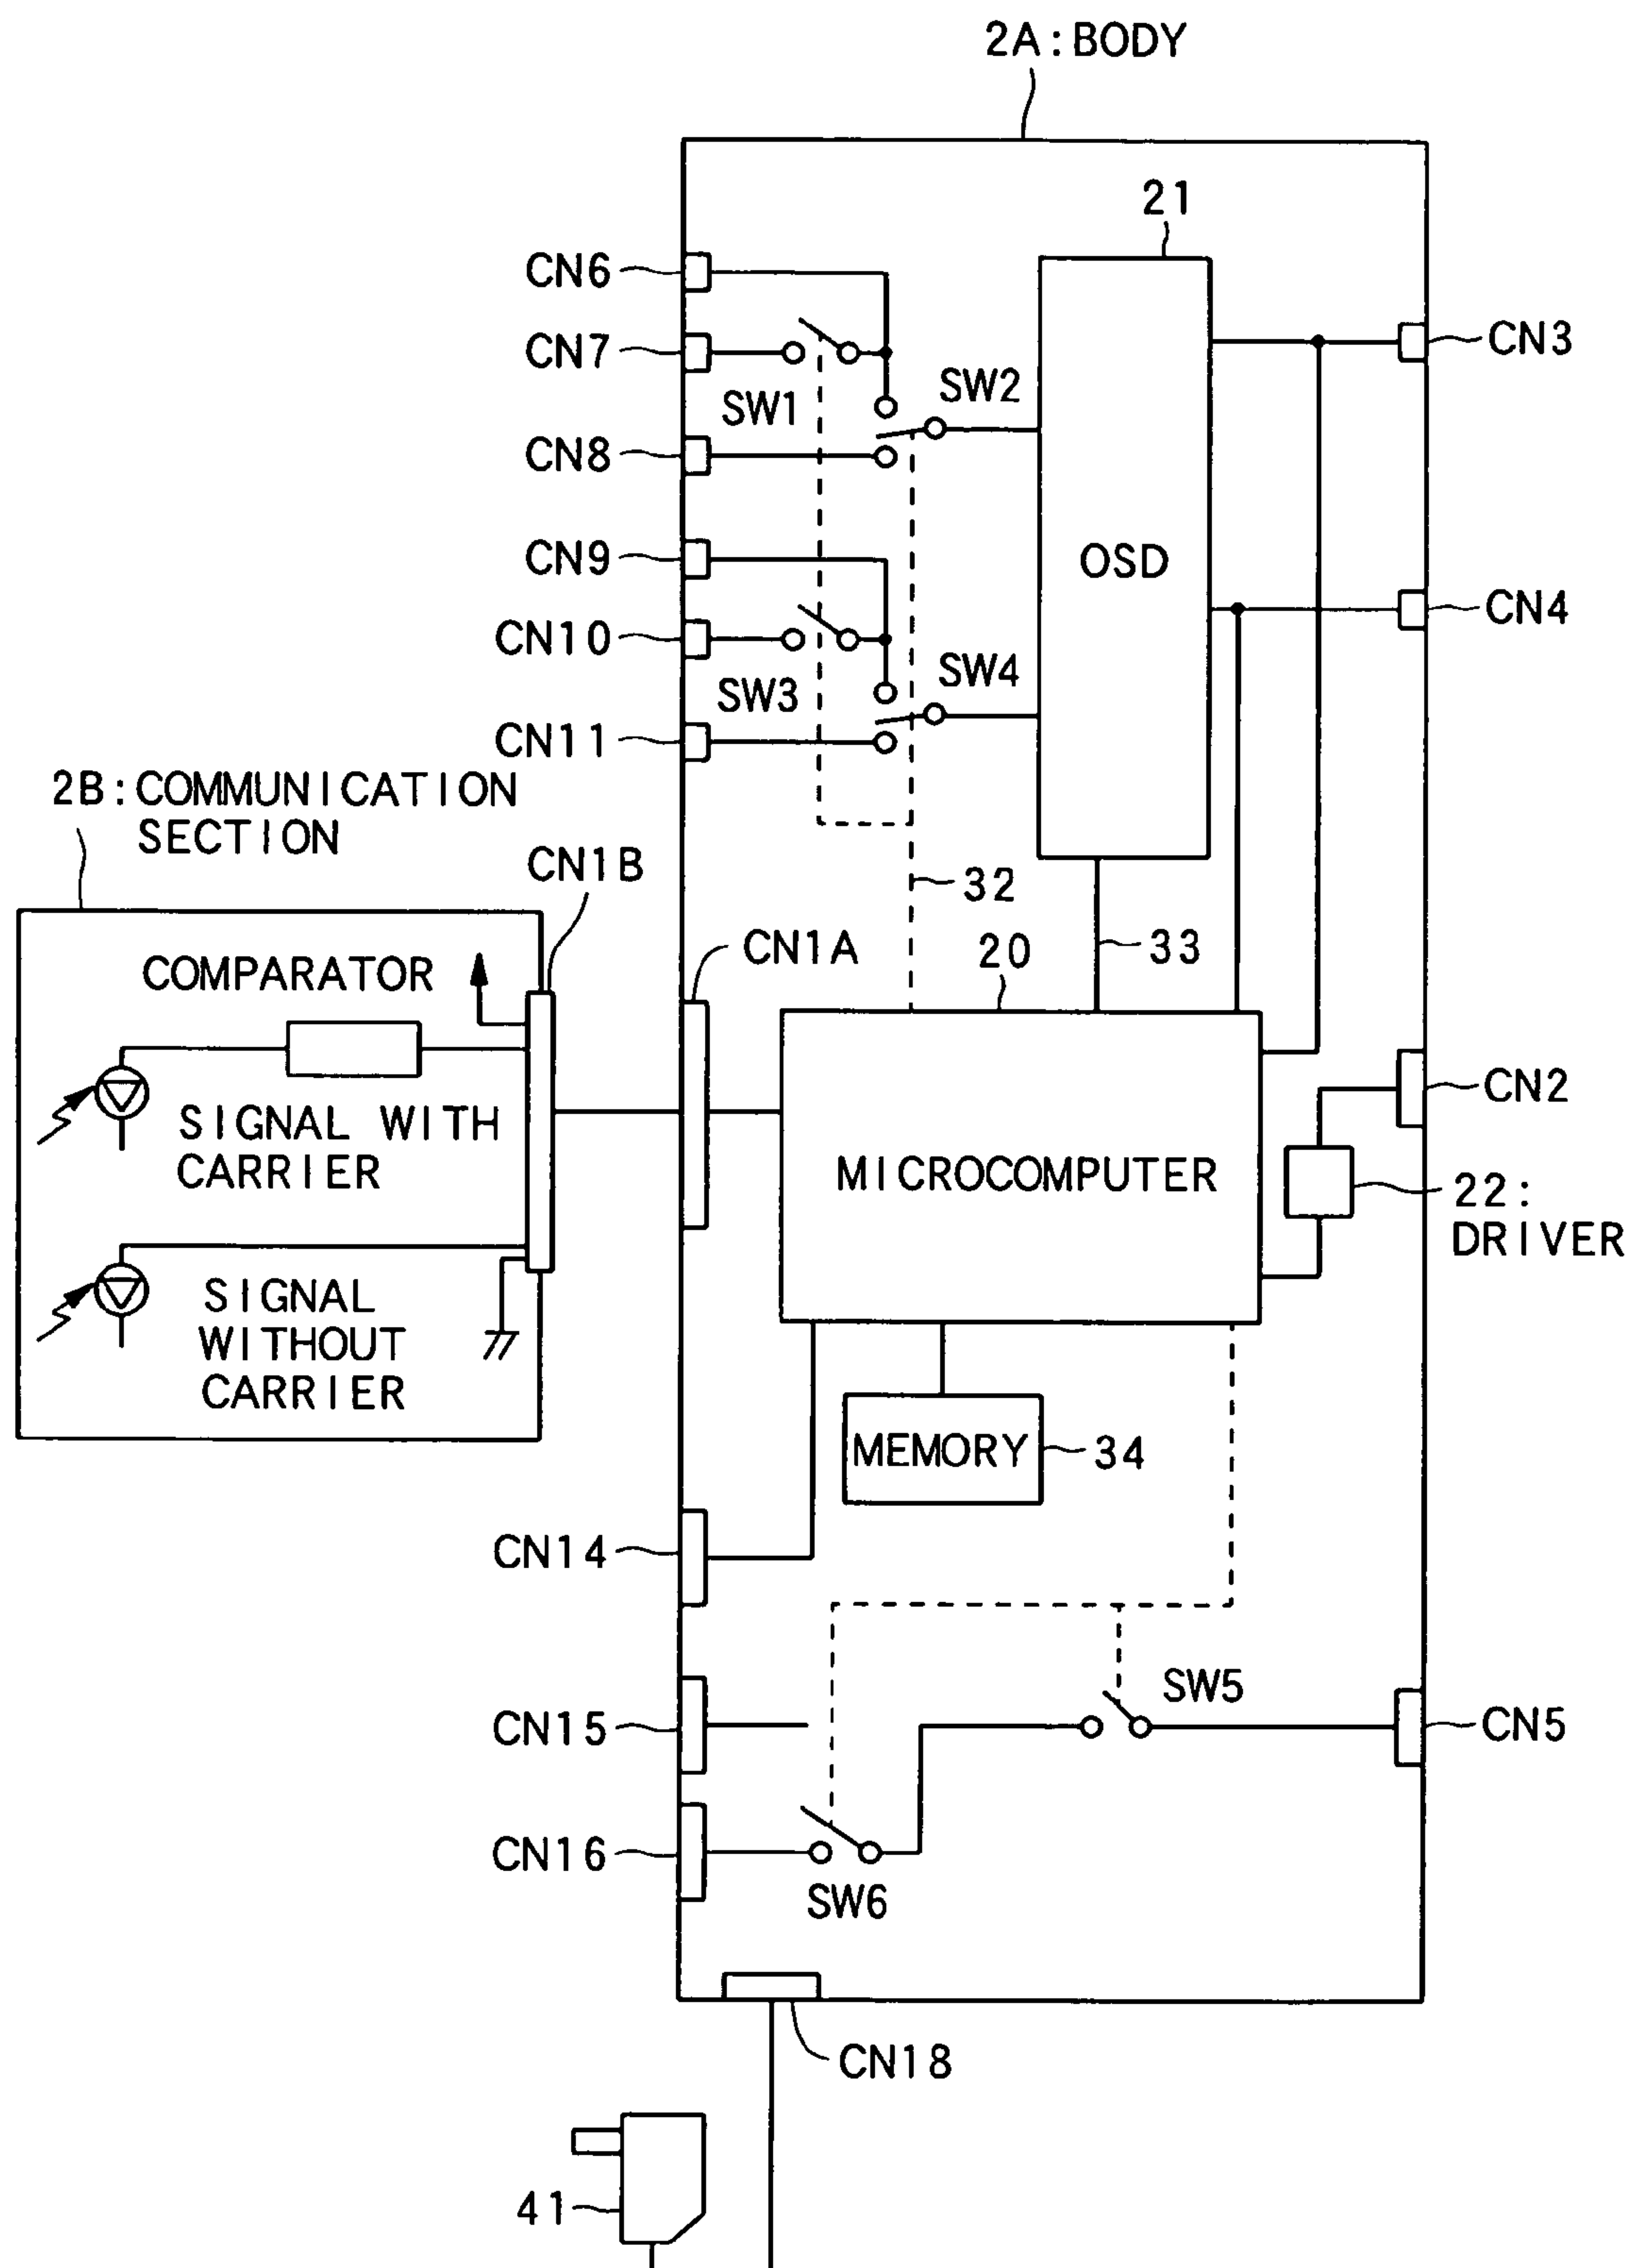 2A:BODY
21
CN6
CN7
CN3
SW1
SW2
CN8
CN9
OSD
CN10
CN4
SW3
SW4
CN11
2B:COMMUNICATION
SECTION
CN1B
32
CN1A
20
33
COMPARATOR
CN2
SIGNAL WITH
CARRIER
MICROCOMPUTER
22:
DRIVER
SIGNAL
WITHOUT
CARRIER
MEMORY
34
CN14
SW5
CN15
CN5
CN16
SW6
CN18
41